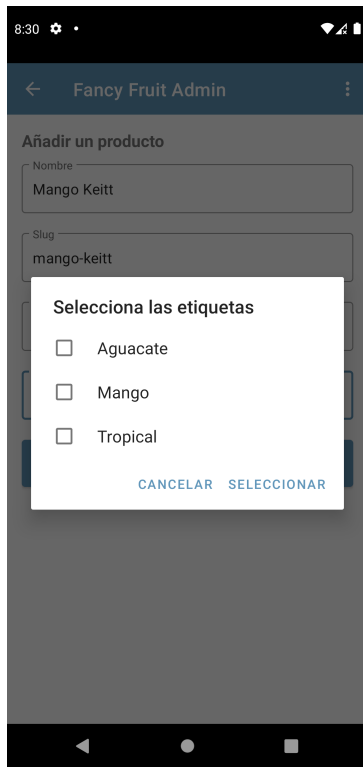 8:30
Fancy Fruit Admin
Añadir un producto
Nombre
Mango Keitt
Slug
mango-keitt
Selecciona las etiquetas
Aguacate
Mango
Tropical
CANCELAR SELECCIONAR